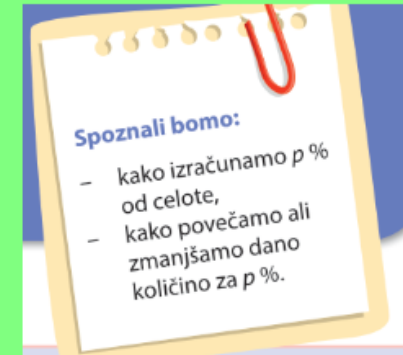 Spoznali bomo:
– kako izračunamo p %
od celote,
– kako povečamo ali
zmanjšamo dano
količino za p %.